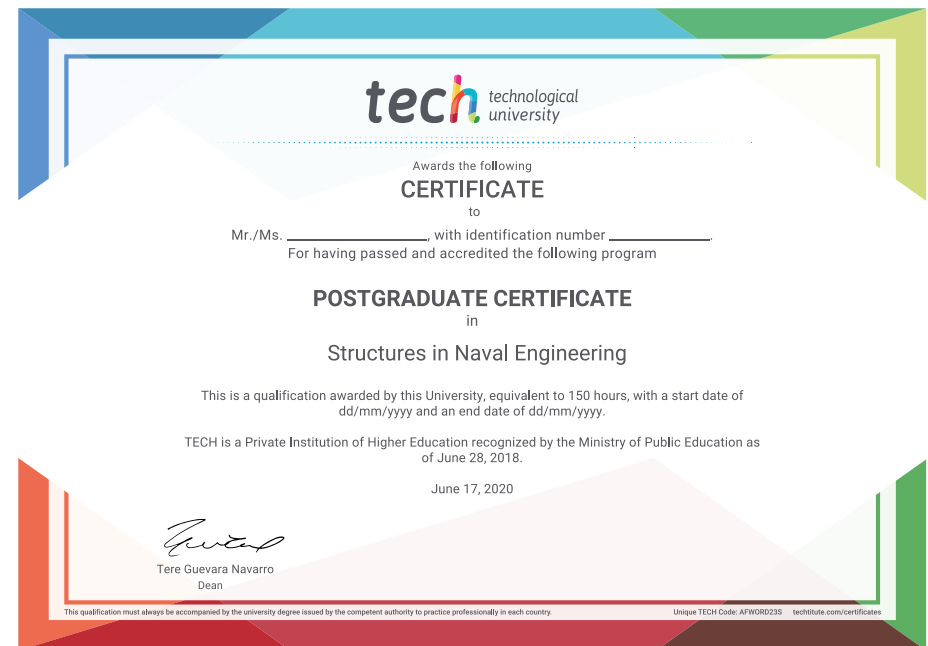 tech technological
university
Awards the following
CERTIFICATE
to
Mr./Ms. ____________________, with identification number ______________.
For having passed and accredited the following program
POSTGRADUATE CERTIFICATE
in
Structures in Naval Engineering
This is a qualification awarded by this University, equivalent to 150 hours, with a start date of
dd/mm/yyyy and an end date of dd/mm/yyyy.
TECH is a Private Institution of Higher Education recognized by the Ministry of Public Education as
of June 28, 2018.
June 17, 2020
Tere Guevara Navarro
Dean
This qualification must always be accompanied by the university degree issued by the competent authority to practice professionally in each country.
Unique TECH Code: AFWORD23S techtitute.com/certificates